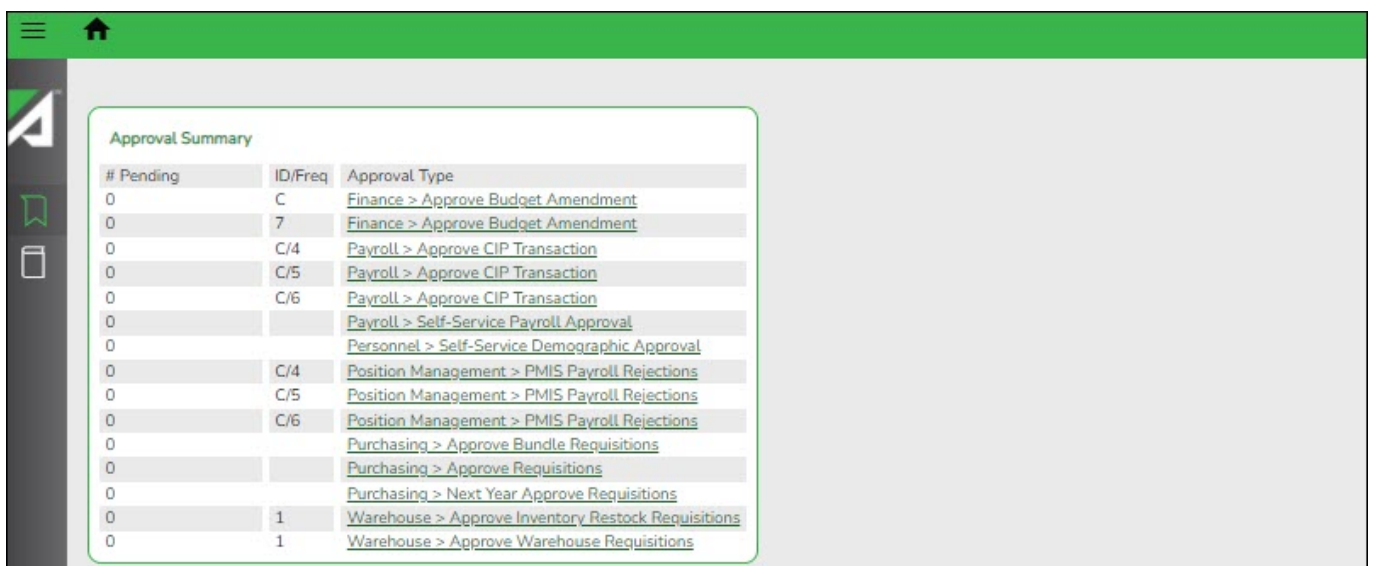 Approval Summary
# Pending ID/Freq Approval Type
0 C Finance > Approve Budget Amendment
0 7 Finance > Approve Budget Amendment
0 C/4 Payroll > Approve CIP Transaction
0 C/5 Payroll > Approve CIP Transaction
0 C/6 Payroll > Approve CIP Transaction
0 Payroll > Self-Service Payroll Approval
0 Personnel > Self-Service Demographic Approval
0 C/4 Position Management > PMIS Payroll Rejections
0 C/5 Position Management > PMIS Payroll Rejections
0 C/6 Position Management > PMIS Payroll Rejections
0 Purchasing > Approve Bundle Requisitions
0 Purchasing > Approve Requisitions
0 Purchasing > Next Year Approve Requisitions
0 1 Warehouse > Approve Inventory Restock Requisitions
0 1 Warehouse > Approve Warehouse Requisitions